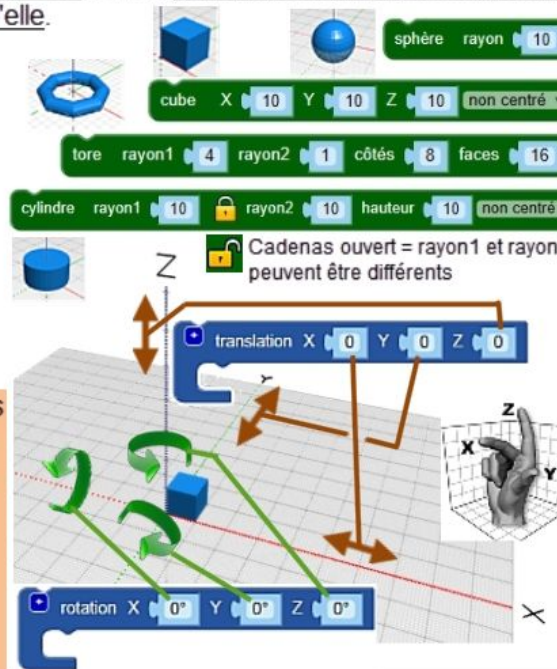 'elle.
sphère rayon 10
cube X 10 Y 10 Z 10 non centré
tore rayon1 4 rayon2 1 côtés 8 faces 16
cylindre rayon1 10 rayon2 10 hauteur 10 non centré
Cadenas ouvert = rayon1 et rayon
peuvent être différents
Z
translation X 0 Y 0 Z 0
Y
s
Z
X
Y
X
rotation X 0° Y 0° Z 0°